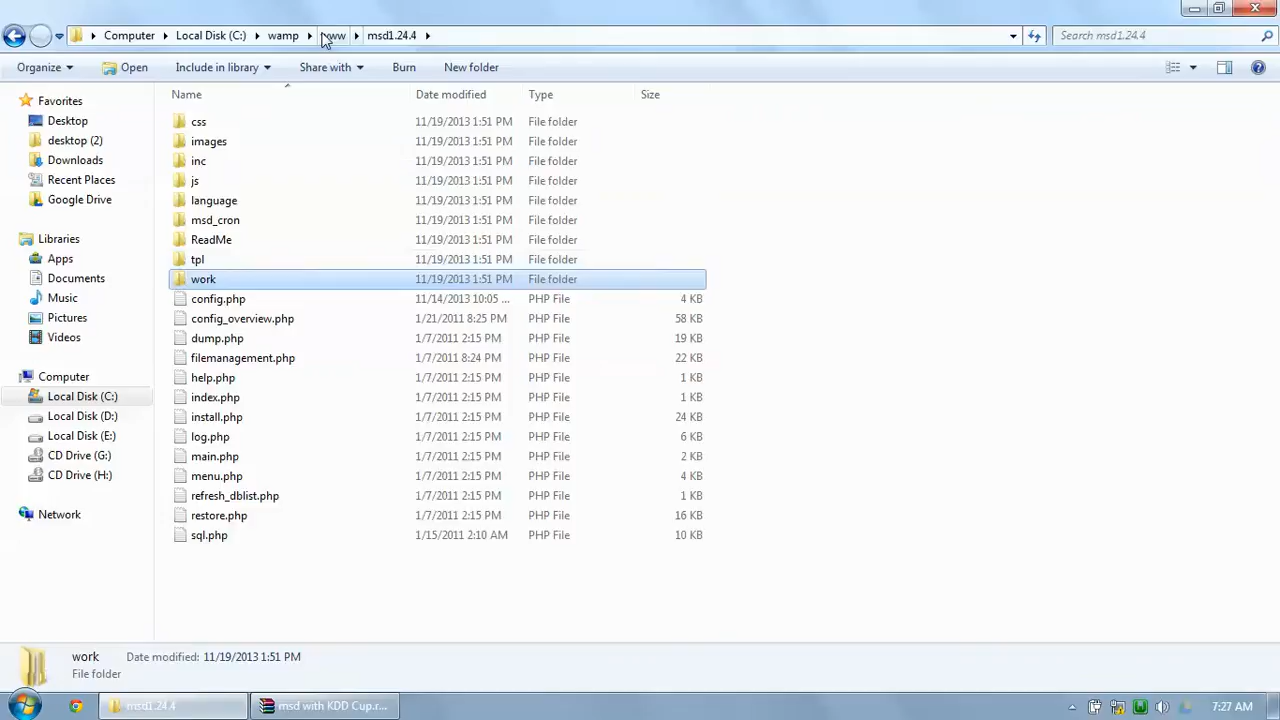 Computer Local Disk (C:) wamp www msd1.24.4 Search msd1.24.4
Organize Open Include in library Share with Burn New folder
Name Date modified Type Size
Favorites
Desktop
desktop (2)
Downloads
Recent Places
Google Drive
Libraries
Apps
Documents
Music
Pictures
Videos
Computer
Local Disk (C:)
Local Disk (D:)
Local Disk (E:)
CD Drive (G:)
CD Drive (H:)
Network
css 11/19/2013 1:51 PM File folder
images 11/19/2013 1:51 PM File folder
inc 11/19/2013 1:51 PM File folder
js 11/19/2013 1:51 PM File folder
language 11/19/2013 1:51 PM File folder
msd_cron 11/19/2013 1:51 PM File folder
ReadMe 11/19/2013 1:51 PM File folder
tpl 11/19/2013 1:51 PM File folder
work 11/19/2013 1:51 PM File folder
config.php 11/14/2013 10:05 ... PHP File 4 KB
config_overview.php 1/21/2011 8:25 PM PHP File 58 KB
dump.php 1/7/2011 2:15 PM PHP File 19 KB
filemanagement.php 1/7/2011 8:24 PM PHP File 22 KB
help.php 1/7/2011 2:15 PM PHP File 1 KB
index.php 1/7/2011 2:15 PM PHP File 1 KB
install.php 1/7/2011 2:15 PM PHP File 24 KB
log.php 1/7/2011 2:15 PM PHP File 6 KB
main.php 1/7/2011 2:15 PM PHP File 2 KB
menu.php 1/7/2011 2:15 PM PHP File 4 KB
refresh_dblist.php 1/7/2011 2:15 PM PHP File 1 KB
restore.php 1/7/2011 2:15 PM PHP File 16 KB
sql.php 1/15/2011 2:10 AM PHP File 10 KB
work Date modified: 11/19/2013 1:51 PM
File folder
msd1.24.4 msd with KDD Cup.r... 7:27 AM